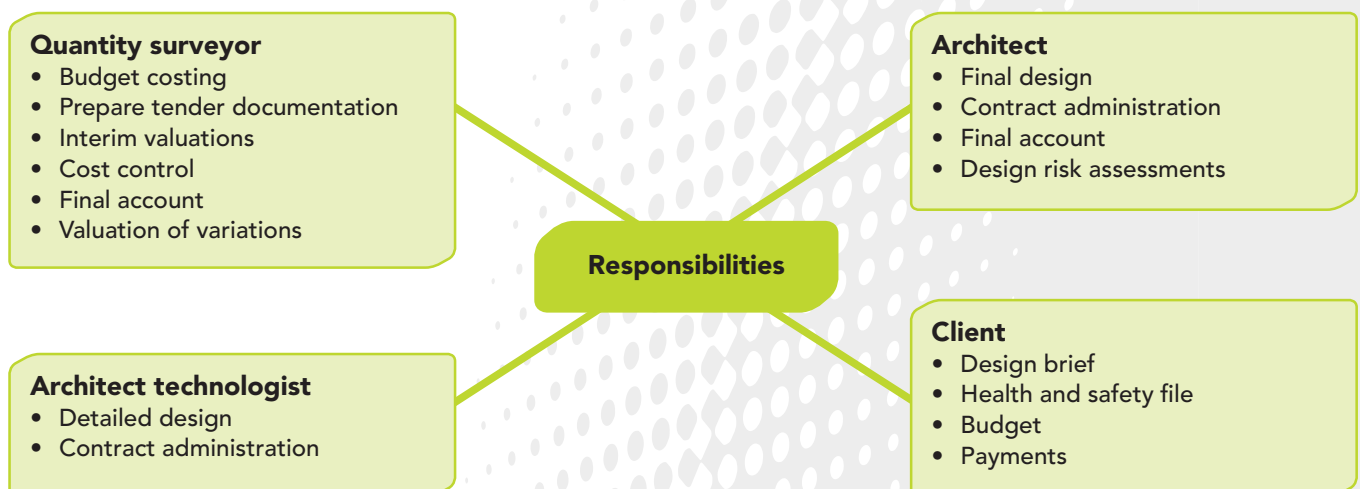 Quantity surveyor
• Budget costing
• Prepare tender documentation
• Interim valuations
• Cost control
• Final account
• Valuation of variations
Architect
• Final design
• Contract administration
• Final account
• Design risk assessments
Responsibilities
Architect technologist
• Detailed design
• Contract administration
Client
• Design brief
• Health and safety file
• Budget
• Payments